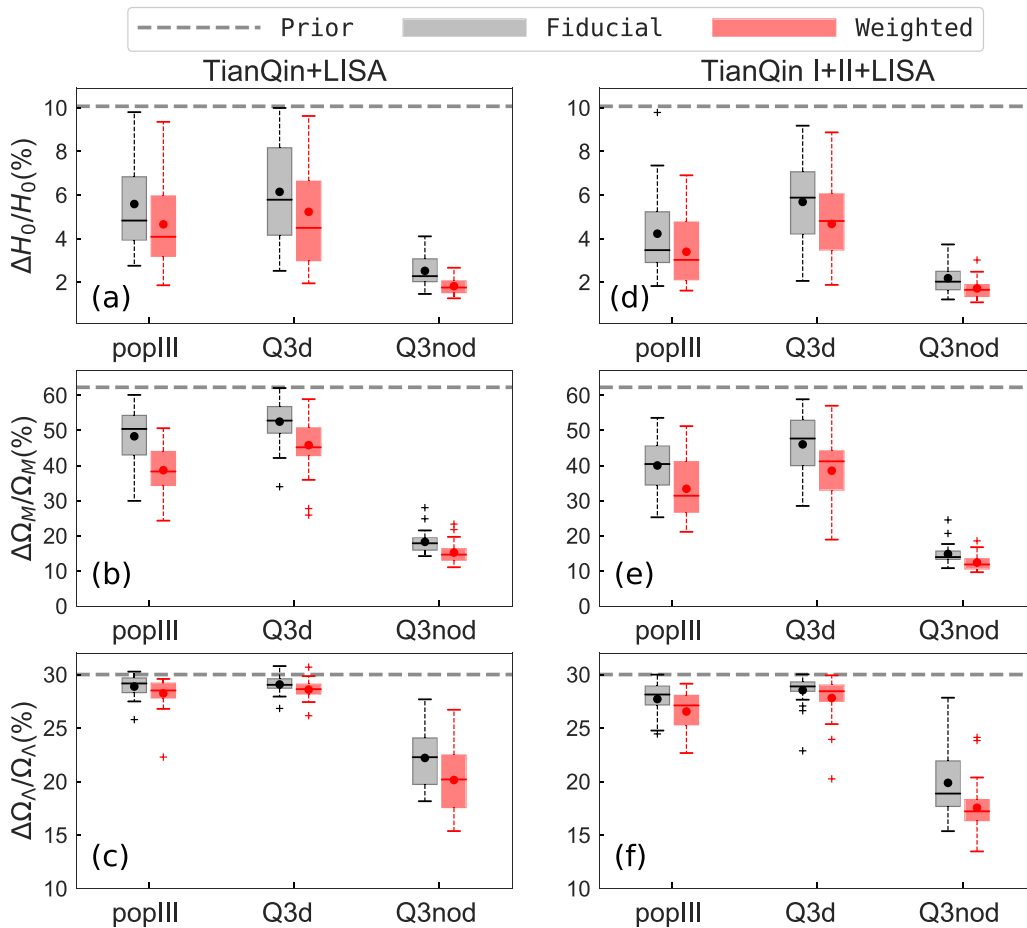 Prior Fiducial Weighted
TianQin+LISA
TianQin I+II+LISA
ΔH₀/H₀(%)
10
8
6
4
2
(a)
popIII Q3d Q3nod
10
8
6
4
2
(d)
popIII Q3d Q3nod
ΔΩ_M/Ω_M(%)
60
50
40
30
20
10
0
(b)
popIII Q3d Q3nod
60
50
40
30
20
10
0
(e)
popIII Q3d Q3nod
ΔΩ_Λ/Ω_Λ(%)
30
25
20
15
10
(c)
popIII Q3d Q3nod
30
25
20
15
10
(f)
popIII Q3d Q3nod